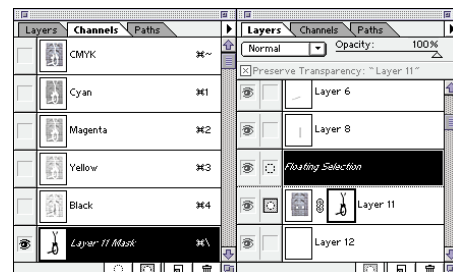 Layers Channels Paths
CMYK ⌘~
Cyan ⌘1
Magenta ⌘2
Yellow ⌘3
Black ⌘4
Layer 11 Mask ⌘\
Layers Channels Paths
Normal Opacity: 100%
Preserve Transparency: "Layer 11"
Layer 6
Layer 8
Floating Selection
Layer 11
Layer 12